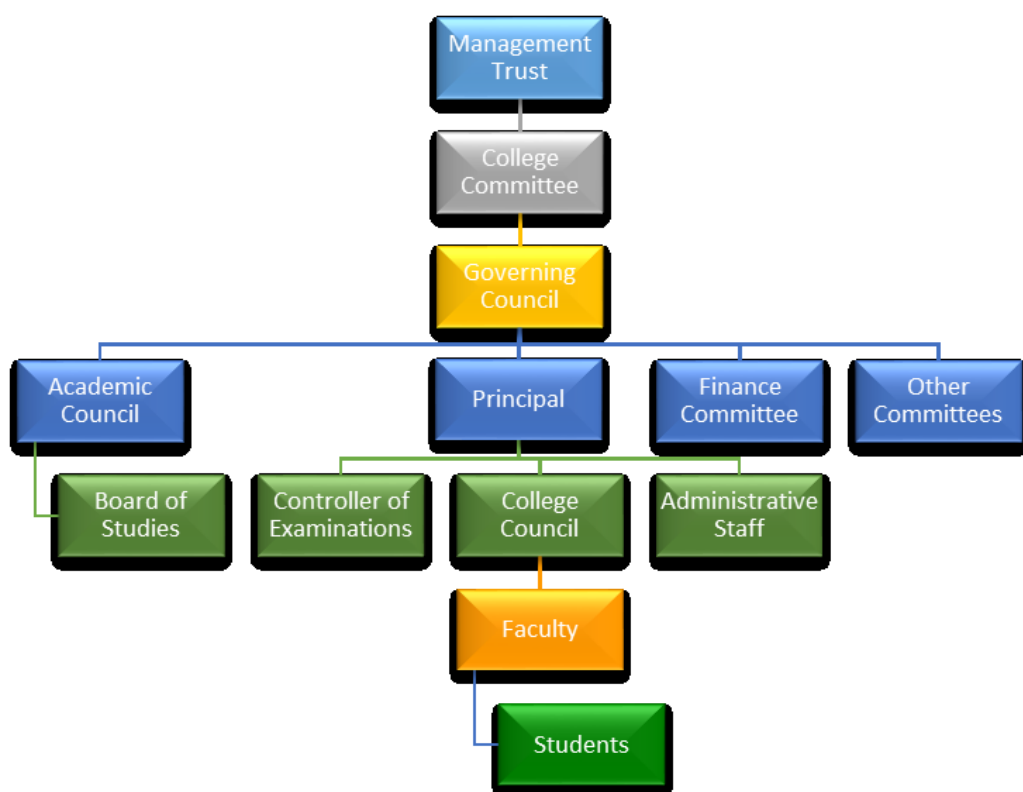 Management
Trust
College
Committee
Governing
Council
Academic
Council
Principal
Finance
Committee
Other
Committees
Board of
Studies
Controller of
Examinations
College
Council
Administrative
Staff
Faculty
Students